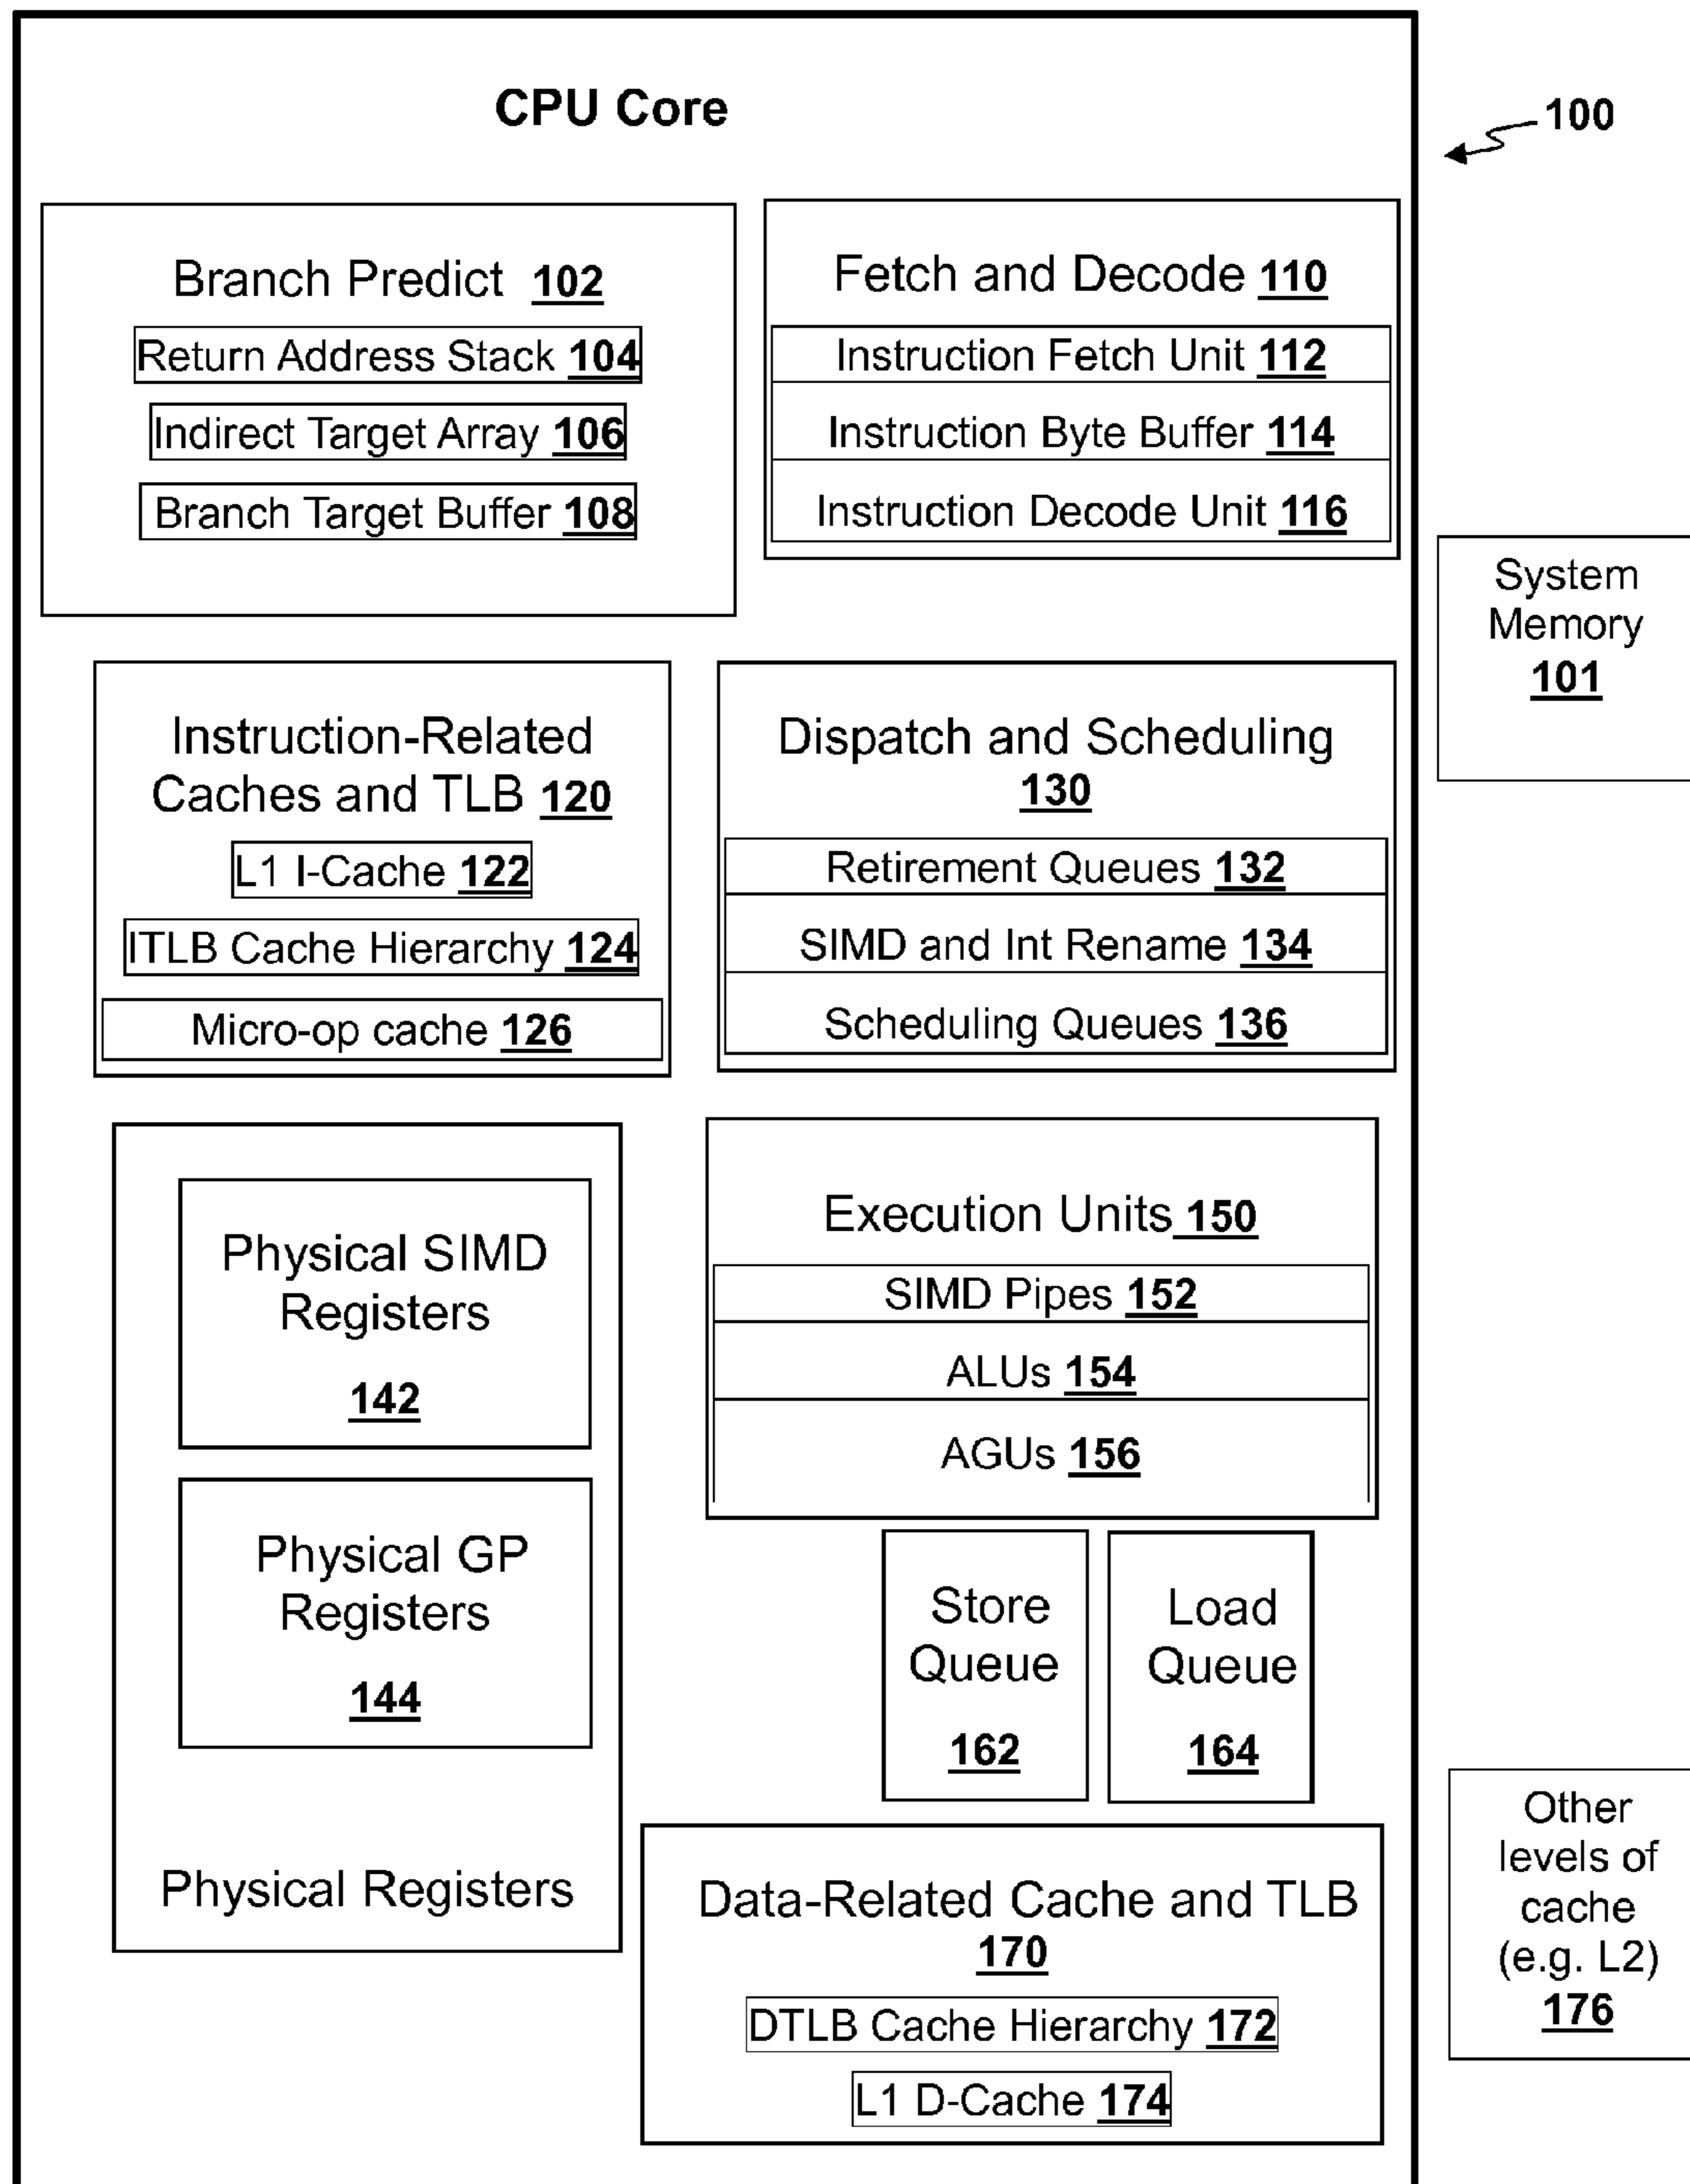 CPU Core
100
Branch Predict 102
Return Address Stack 104
Indirect Target Array 106
Branch Target Buffer 108
Fetch and Decode 110
Instruction Fetch Unit 112
Instruction Byte Buffer 114
Instruction Decode Unit 116
System
Memory
101
Instruction-Related
Caches and TLB 120
L1 I-Cache 122
ITLB Cache Hierarchy 124
Micro-op cache 126
Dispatch and Scheduling
130
Retirement Queues 132
SIMD and Int Rename 134
Scheduling Queues 136
Physical SIMD
Registers
142
Physical GP
Registers
144
Physical Registers
Execution Units 150
SIMD Pipes 152
ALUs 154
AGUs 156
Store
Queue
162
Load
Queue
164
Data-Related Cache and TLB
170
DTLB Cache Hierarchy 172
L1 D-Cache 174
Other
levels of
cache
(e.g. L2)
176